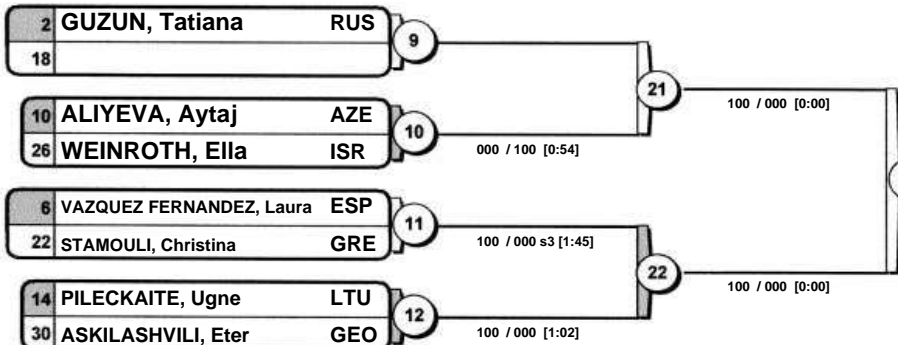 2 GUZUN, Tatiana RUS
18
9
10 ALIYEVA, Aytaj AZE
26 WEINROTH, Ella ISR
10
000 / 100 [0:54]
21
100 / 000 [0:00]
6 VAZQUEZ FERNANDEZ, Laura ESP
22 STAMOULI, Christina GRE
11
100 / 000 s3 [1:45]
22
100 / 000 [0:00]
14 PILECKAITE, Ugne LTU
30 ASKILASHVILI, Eter GEO
12
100 / 000 [1:02]